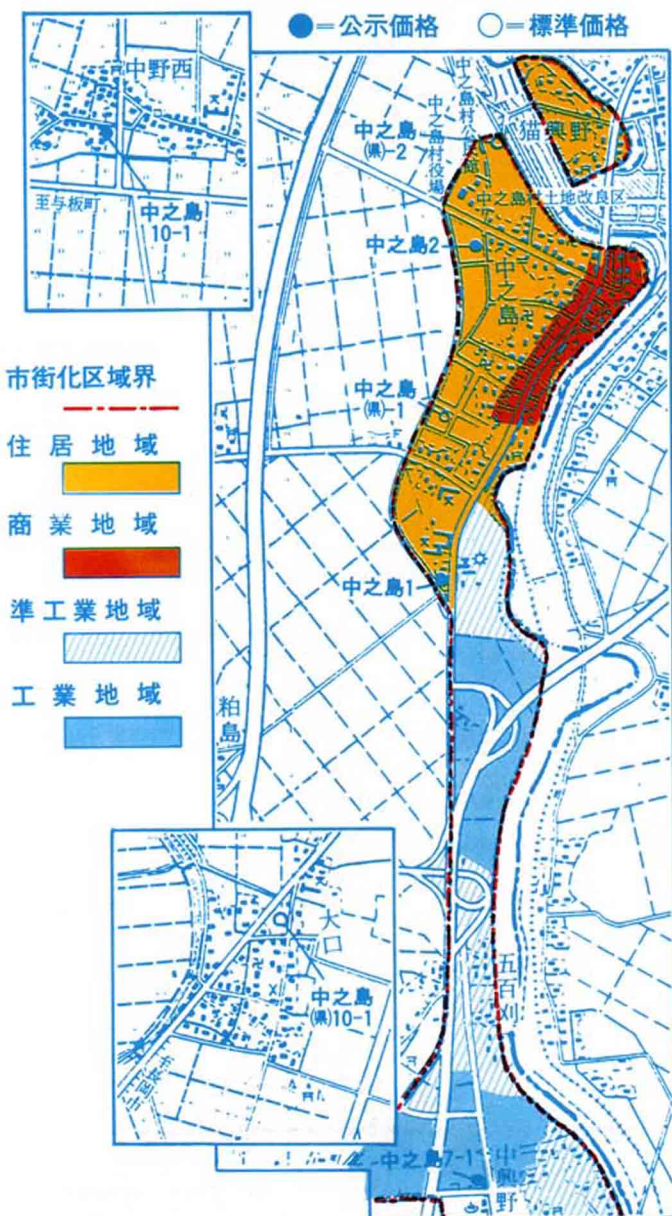 ●＝公示価格 ○＝標準価格
中野西
至与板町
中之島
10-1
中之島
(県)-2
中之島村役場
中之島村公民館
猫興野
中之島村土地改良区
中之島2
中之島
中之島
(県)-1
中之島1
粕島
市街化区域界
住居地域
商業地域
準工業地域
工業地域
大口
中之島
(県)10-1
五百刈
中之島7-1
中興野